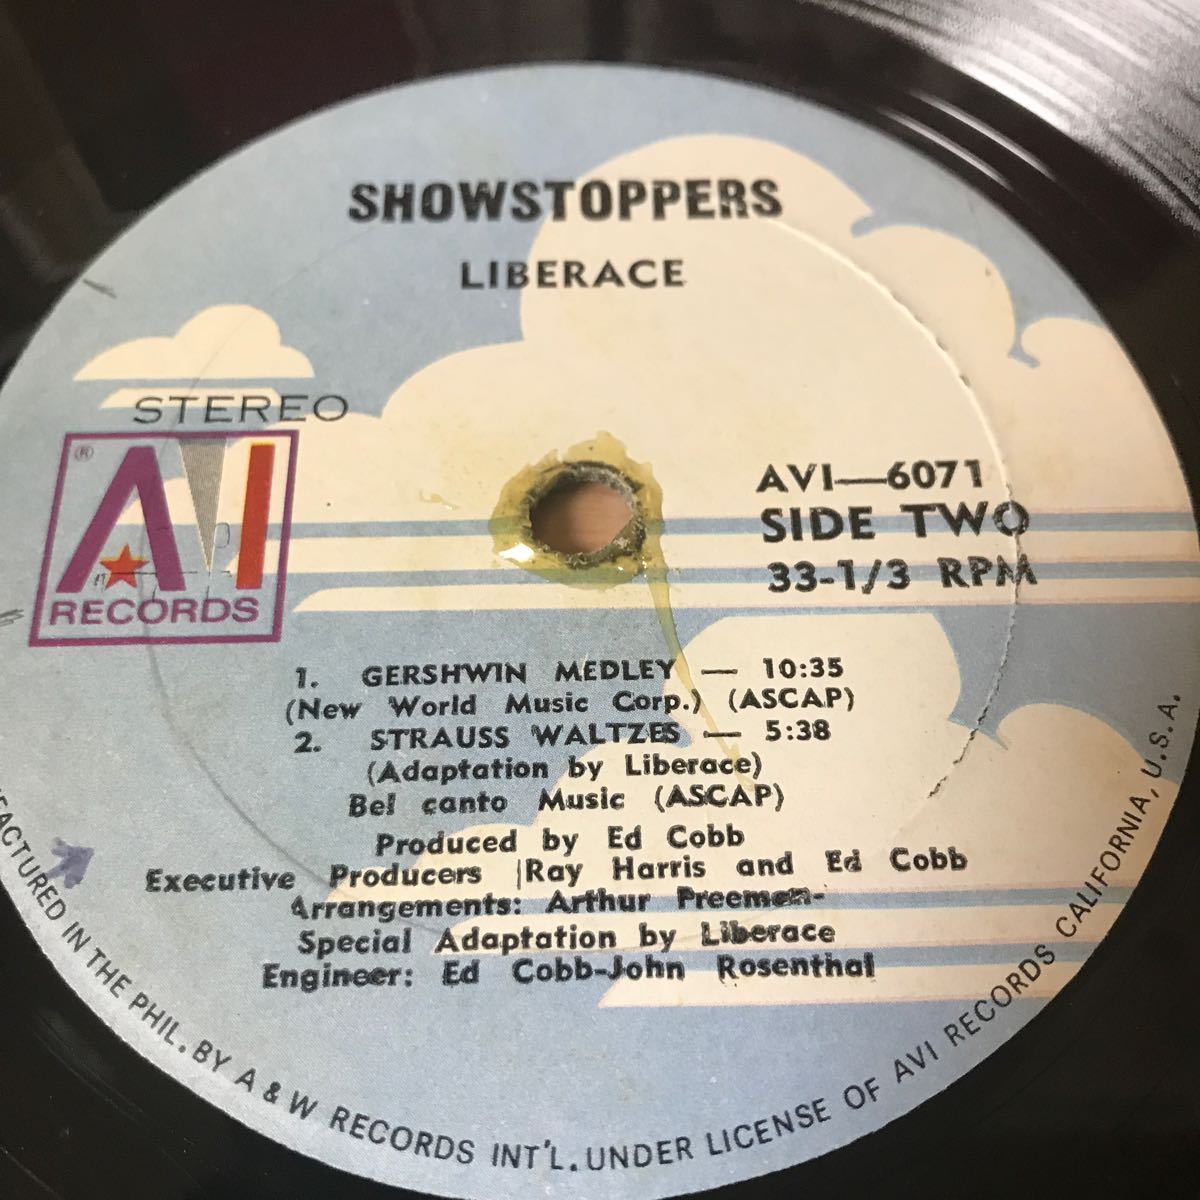 SHOWSTOPPERS
LIBERACE
STEREO
®
AVI
RECORDS
AVI—6071
SIDE TWO
33-1/3 RPM
1. GERSHWIN MEDLEY — 10:35
(New World Music Corp.) (ASCAP)
2. STRAUSS WALTZES — 5:38
(Adaptation by Liberace)
Bel canto Music (ASCAP)
Produced by Ed Cobb
Executive Producers Ray Harris and Ed Cobb
Arrangements: Arthur Preeman-
Special Adaptation by Liberace
Engineer: Ed Cobb-John Rosenthal
FACTURED IN THE PHIL. BY A & W RECORDS INT'L. UNDER LICENSE OF AVI RECORDS CALIFORNIA, U.S.A.